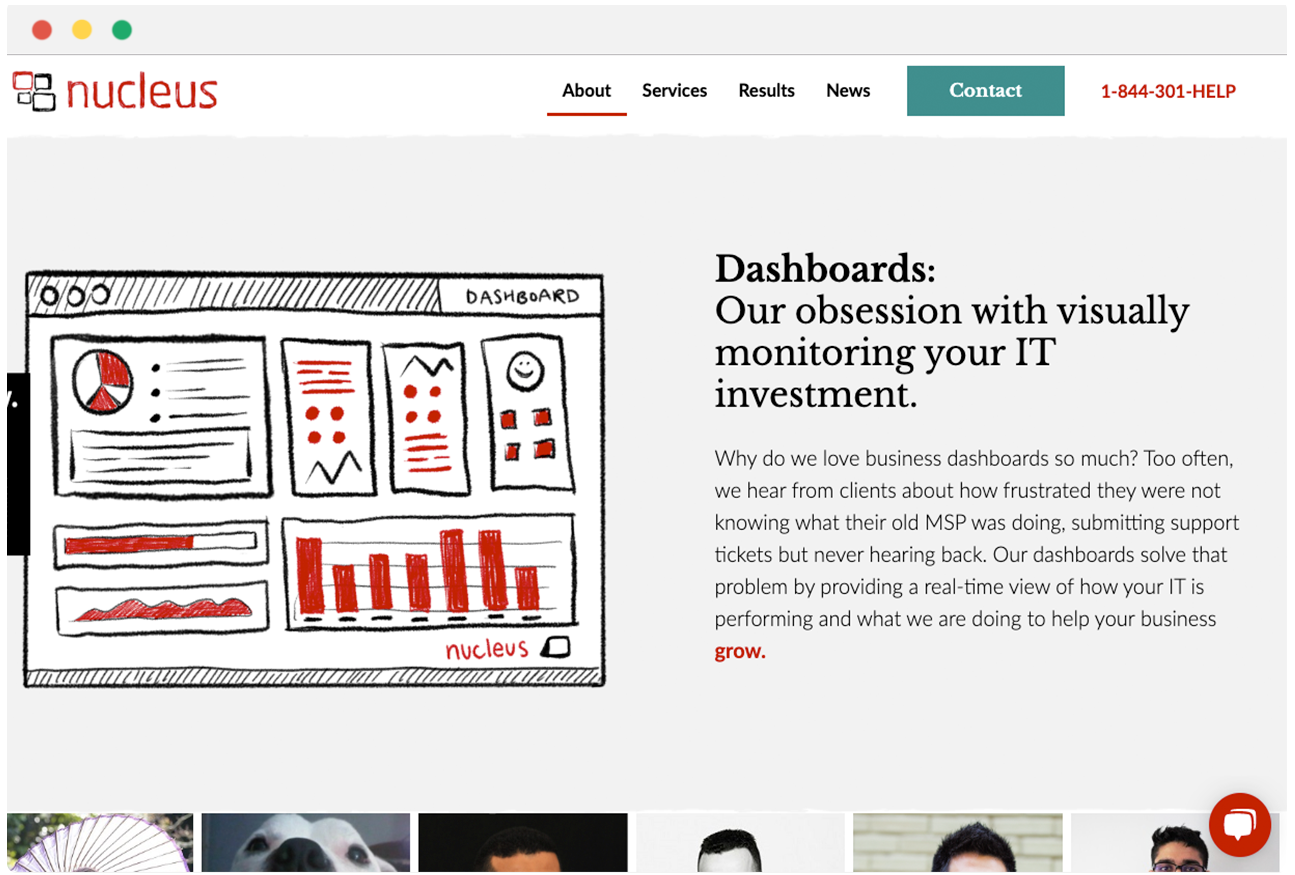 nucleus
About Services Results News Contact 1-844-301-HELP
DASHBOARD
y.
nucleus
Dashboards:
Our obsession with visually
monitoring your IT
investment.
Why do we love business dashboards so much? Too often,
we hear from clients about how frustrated they were not
knowing what their old MSP was doing, submitting support
tickets but never hearing back. Our dashboards solve that
problem by providing a real-time view of how your IT is
performing and what we are doing to help your business
grow.